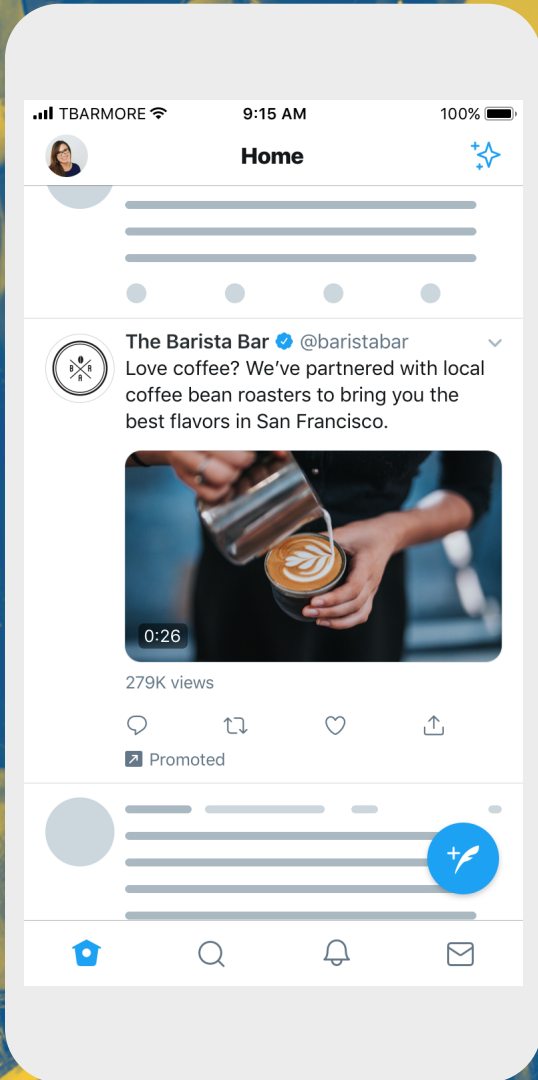 TBARMORE 9:15 AM 100%
Home
The Barista Bar @baristabar
Love coffee? We’ve partnered with local
coffee bean roasters to bring you the
best flavors in San Francisco.
B R
A
0:26
279K views
Promoted